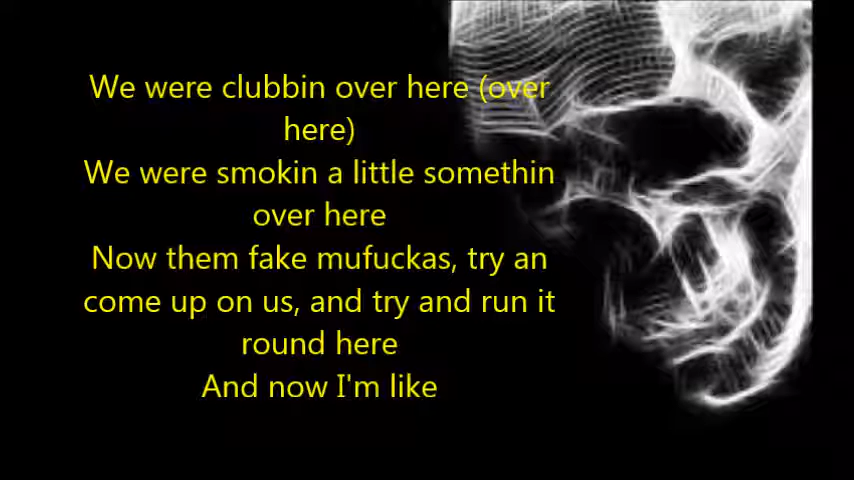 We were clubbin over here (over
here)
We were smokin a little somethin
over here
Now them fake mufuckas, try an
come up on us, and try and run it
round here
And now I'm like